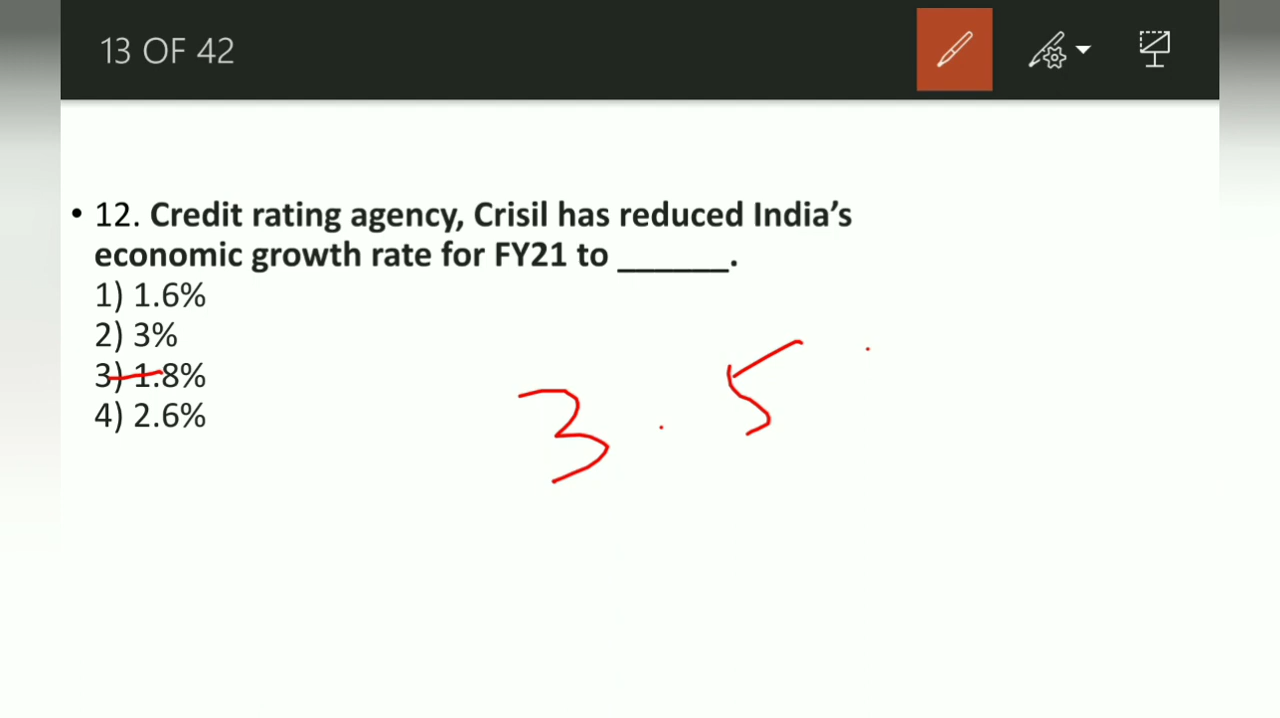 13 OF 42
• 12. Credit rating agency, Crisil has reduced India's
economic growth rate for FY21 to ______.
1) 1.6%
2) 3%
3) 1.8%
4) 2.6%
3.5